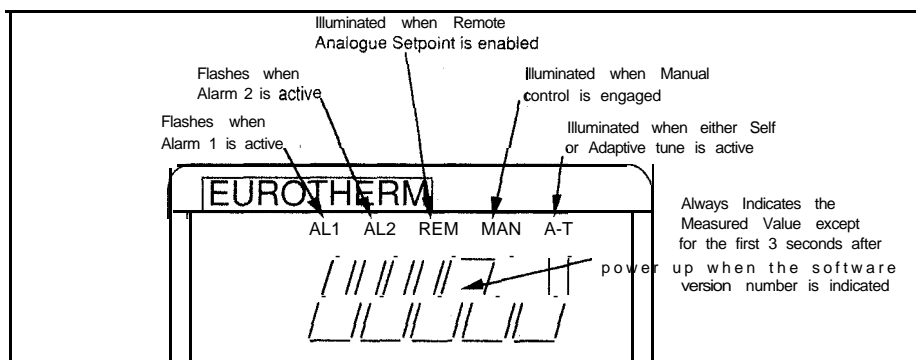 Illuminated when Remote
Analogue Setpoint is enabled
Flashes when
Alarm 2 is active
Illuminated when Manual
control is engaged
Flashes when
Alarm 1 is active
Illuminated when either Self
or Adaptive tune is active
EUROTHERM
AL1 AL2 REM MAN A-T
Always Indicates the
Measured Value except
for the first 3 seconds after
power up when the software
version number is indicated